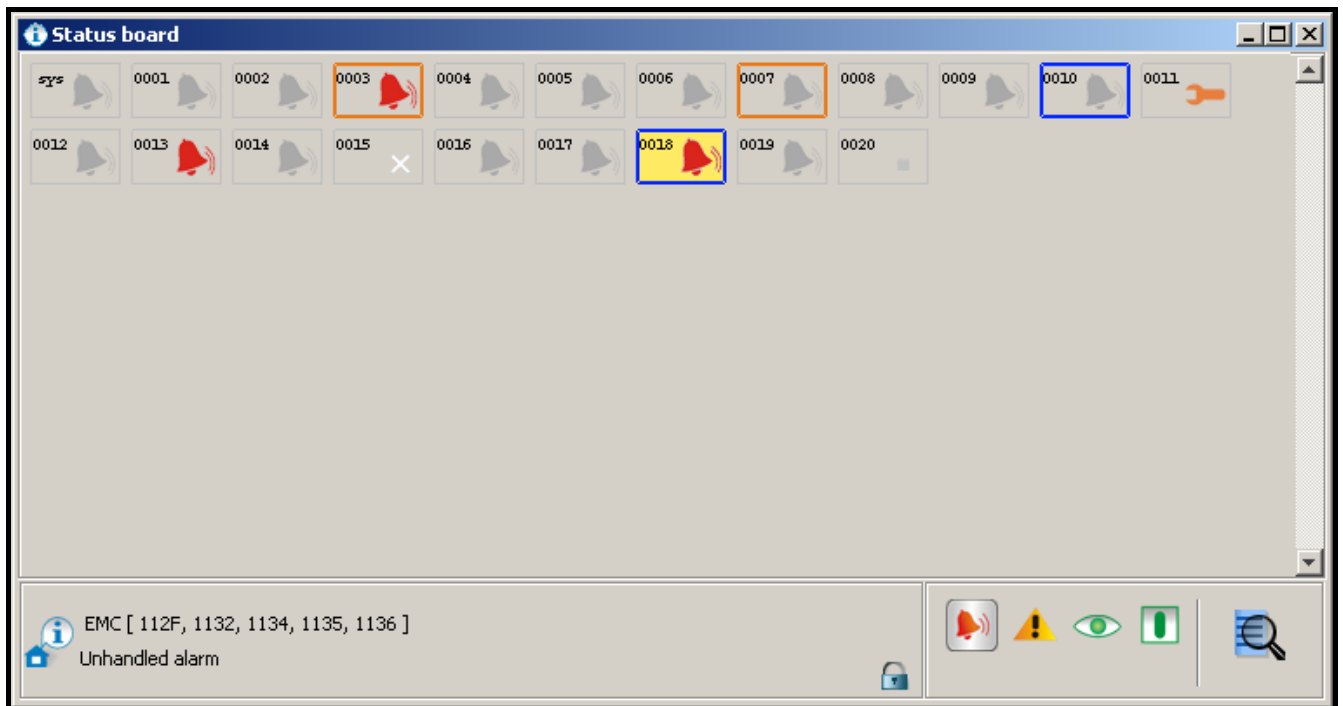 Status board
sys 0001 0002 0003 0004 0005 0006 0007 0008 0009 0010 0011
0012 0013 0014 0015 0016 0017 0018 0019 0020
EMC [ 112F, 1132, 1134, 1135, 1136 ]
Unhandled alarm